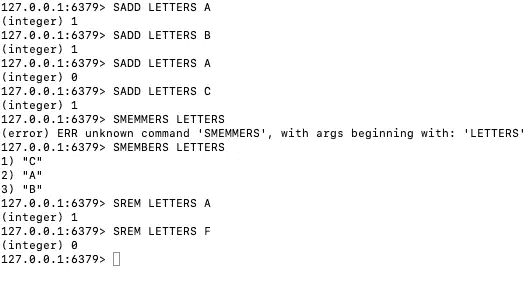 127.0.0.1:6379> SADD LETTERS A
(integer) 1
127.0.0.1:6379> SADD LETTERS B
(integer) 1
127.0.0.1:6379> SADD LETTERS A
(integer) 0
127.0.0.1:6379> SADD LETTERS C
(integer) 1
127.0.0.1:6379> SMEMMERS LETTERS
(error) ERR unknown command 'SMEMMERS', with args beginning with: 'LETTERS'
127.0.0.1:6379> SMEMBERS LETTERS
1) "C"
2) "A"
3) "B"
127.0.0.1:6379> SREM LETTERS A
(integer) 1
127.0.0.1:6379> SREM LETTERS F
(integer) 0
127.0.0.1:6379>